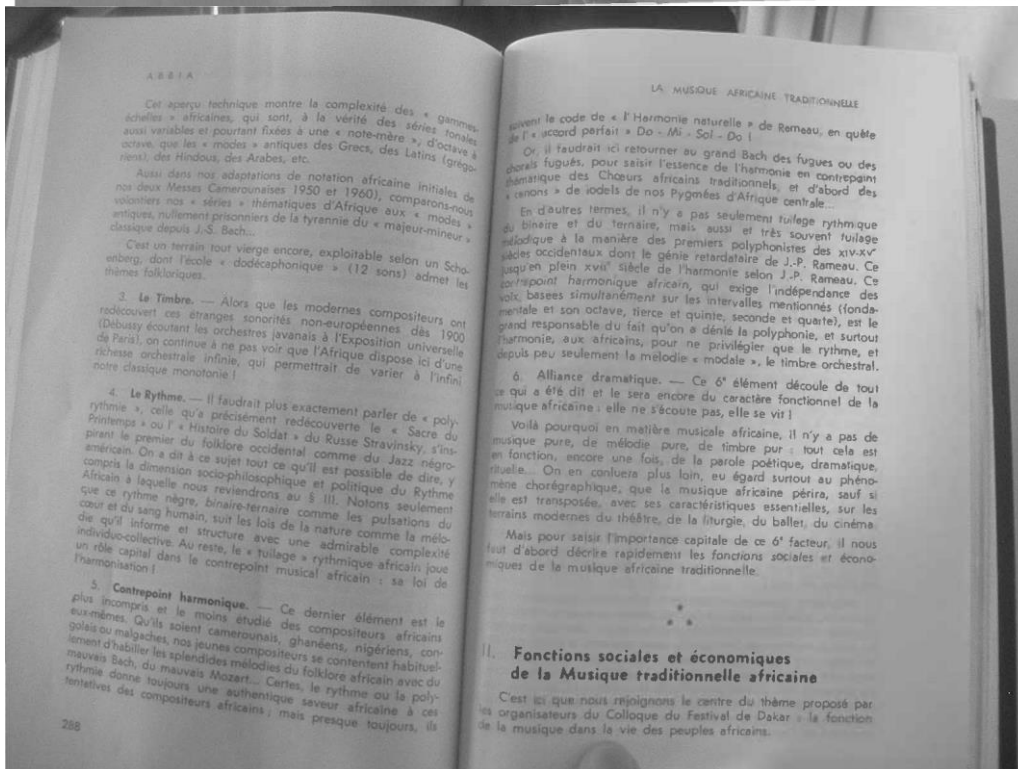 ABBIA
Cet aperçu technique montre la complexité des « gammes-
échelles » africaines, qui sont, à la vérité des séries tonales
aussi variables et pourtant fixées à une « note-mère », d'octave à
octave, que les « modes » antiques des Grecs, des Latins (grégo-
riens), des Hindous, des Arabes, etc.
Aussi dans nos adaptations de notation africaine initiales de
nos deux Messes Camerounaises 1950 et 1960), comparons-nous
volontiers nos « séries » thématiques d'Afrique aux « modes »
antiques, nullement prisonniers de la tyrannie du « majeur-mineur »
classique depuis J.-S. Bach...
C'est un terrain tout vierge encore, exploitable selon un Scho-
enberg, dont l'école « dodécaphonique » (12 sons) admet les
thèmes folkloriques.
3. Le Timbre. — Alors que les modernes compositeurs ont
redécouvert ces étranges sonorités non-européennes dès 1900
(Debussy écoutant les orchestres javanais à l'Exposition universelle
de Paris), on continue à ne pas voir que l'Afrique dispose ici d'une
richesse orchestrale infinie, qui permettrait de varier à l'infini
notre classique monotonie !
4. Le Rythme. — Il faudrait plus exactement parler de « poly-
rythmie », celle qu'a précisément redécouverte le « Sacre du
Printemps » ou l' « Histoire du Soldat » du Russe Stravinsky, s'ins-
pirant le premier du folklore occidental comme du Jazz négro-
américain. On a dit à ce sujet tout ce qu'il est possible de dire, y
compris la dimension socio-philosophique et politique du Rythme
Africain à laquelle nous reviendrons au § III. Notons seulement
que ce rythme nègre, binaire-ternaire comme les pulsations du
cœur et du sang humain, suit les lois de la nature comme la mélo-
die qu'il informe et structure avec une admirable complexité
individuo-collective. Au reste, le « tuilage » rythmique africain joue
un rôle capital dans le contrepoint musical africain : sa loi de
l'harmonisation !
5. Contrepoint harmonique. — Ce dernier élément est le
plus incompris et le moins étudié des compositeurs africains
eux-mêmes. Qu'ils soient camerounais, ghanéens, nigériens, con-
golais ou malgaches, nos jeunes compositeurs se contentent habituel-
lement d'habiller les splendides mélodies du folklore africain avec du
mauvais Bach, du mauvais Mozart... Certes, le rythme ou la poly-
rythmie donne toujours une authentique saveur africaine à ces
tentatives des compositeurs africains ; mais presque toujours, ils
288
LA MUSIQUE AFRICAINE TRADITIONNELLE
suivent le code de « l'Harmonie naturelle » de Rameau, en quête
de l' « accord parfait » Do - Mi - Sol - Do !
Or, il faudrait ici retourner au grand Bach des fugues ou des
chorals fugués, pour saisir l'essence de l'harmonie en contrepoint
thématique des Chœurs africains traditionnels, et d'abord des
« canons » de iodels de nos Pygmées d'Afrique centrale...
En d'autres termes, il n'y a pas seulement tuilage rythmique
du binaire et du ternaire, mais aussi et très souvent tuilage
mélodique à la manière des premiers polyphonistes des XIV-XVe
siècles occidentaux dont le génie retardataire de J.-P. Rameau. Ce
jusqu'en plein XVIIe siècle de l'harmonie selon J.-P. Rameau. Ce
contrepoint harmonique africain, qui exige l'indépendance des
voix, basées simultanément sur les intervalles mentionnés (fonda-
mentale et son octave, tierce et quinte, seconde et quarte), est le
grand responsable du fait qu'on a dénié la polyphonie, et surtout
l'harmonie, aux africains, pour ne privilégier que le rythme, et
depuis peu seulement la mélodie « modale », le timbre orchestral.
6. Alliance dramatique. — Ce 6e élément découle de tout
ce qui a été dit et le sera encore du caractère fonctionnel de la
musique africaine : elle ne s'écoute pas, elle se vit !
Voilà pourquoi en matière musicale africaine, il n'y a pas de
musique pure, de mélodie pure, de timbre pur : tout cela est
en fonction, encore une fois, de la parole poétique, dramatique,
rituelle... On en conluera plus loin, eu égard surtout au phéno-
mène chorégraphique, que la musique africaine périra, sauf si
elle est transposée, avec ses caractéristiques essentielles, sur les
terrains modernes du théâtre, de la liturgie, du ballet, du cinéma.
Mais pour saisir l'importance capitale de ce 6e facteur, il nous
faut d'abord décrire rapidement les fonctions sociales et écono-
miques de la musique africaine traditionnelle.
II. Fonctions sociales et économiques
de la Musique traditionnelle africaine
C'est ici que nous rejoignons le centre du thème proposé par
les organisateurs du Colloque du Festival de Dakar : la fonction
de la musique dans la vie des peuples africains.